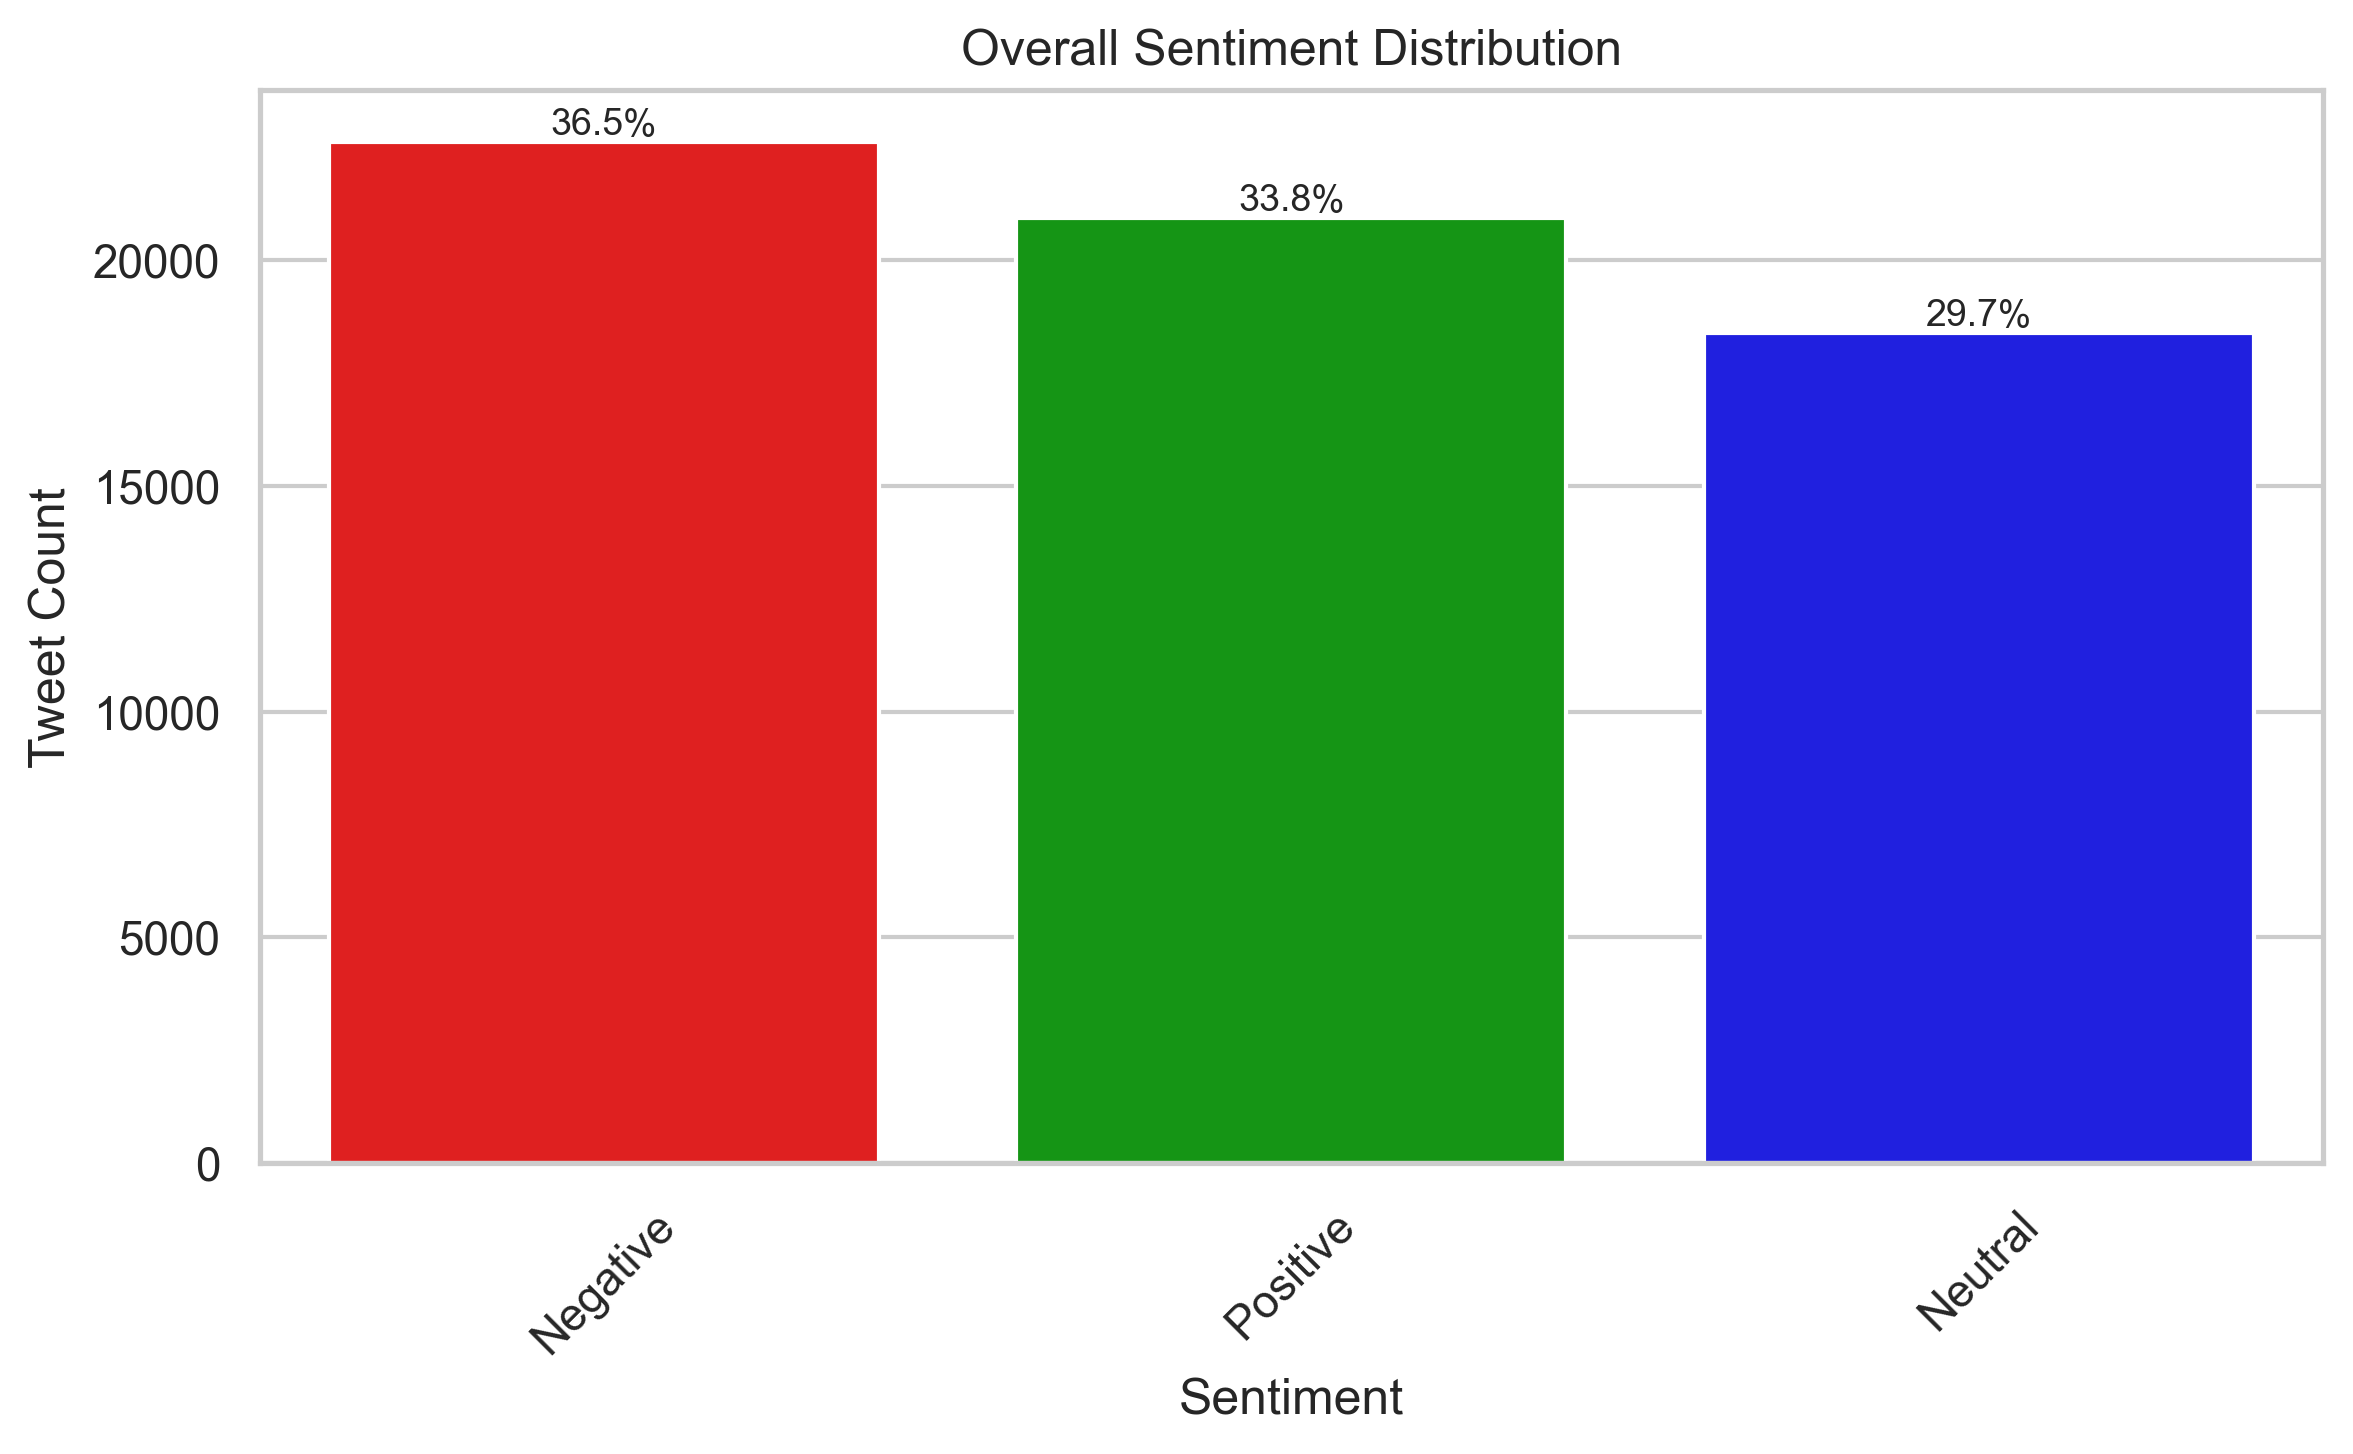 Overall Sentiment Distribution
36.5%
33.8%
29.7%
20000
15000
10000
5000
0
Tweet Count
Negative
Positive
Neutral
Sentiment